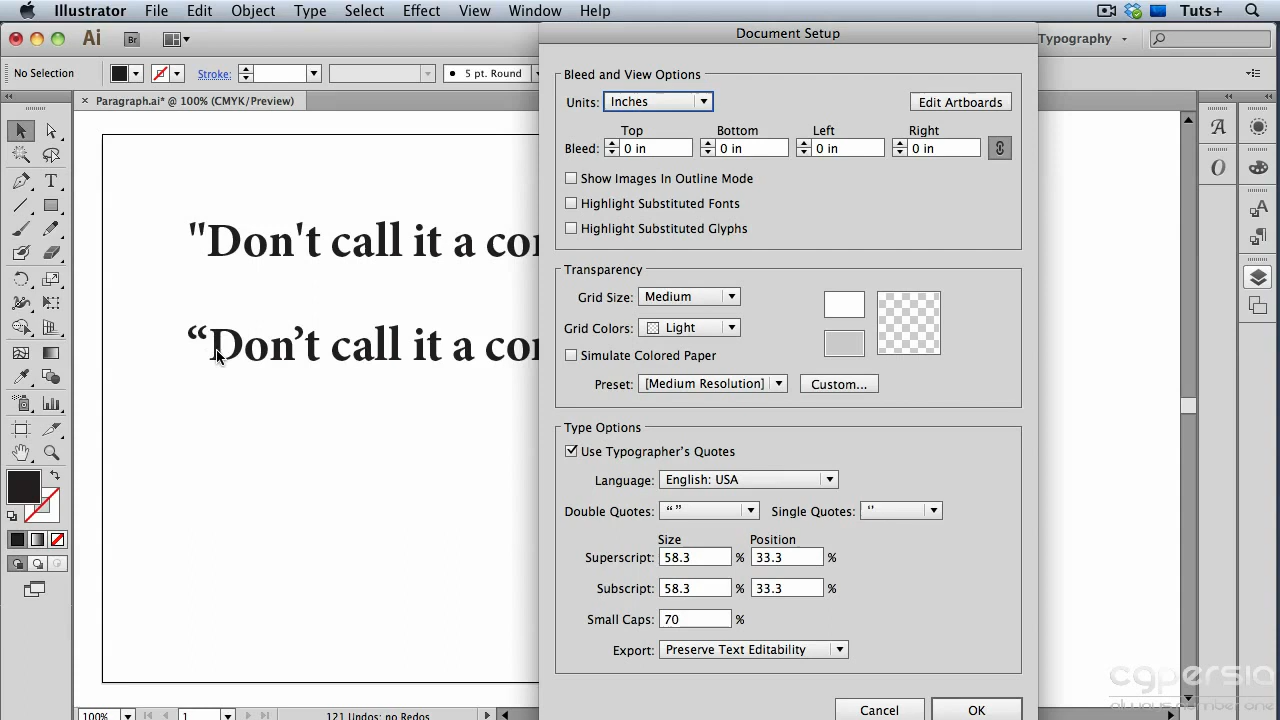 Illustrator File Edit Object Type Select Effect View Window Help Tuts+
Ai Br Typography
No Selection Stroke: 5 pt. Round
Paragraph.ai* @ 100% (CMYK/Preview)
"Don't call it a
“Don’t call it a
Document Setup
Bleed and View Options
Units: Inches Edit Artboards
Top Bottom Left Right
Bleed: 0 in 0 in 0 in 0 in
Show Images In Outline Mode
Highlight Substituted Fonts
Highlight Substituted Glyphs
Transparency
Grid Size: Medium
Grid Colors: Light
Simulate Colored Paper
Preset: [Medium Resolution] Custom...
Type Options
Use Typographer's Quotes
Language: English: USA
Double Quotes: “ ” Single Quotes: ‘’
Size Position
Superscript: 58.3 % 33.3 %
Subscript: 58.3 % 33.3 %
Small Caps: 70 %
Export: Preserve Text Editability
Cancel OK
100% 1 121 Undos: no Redos
cgpersia
always number one